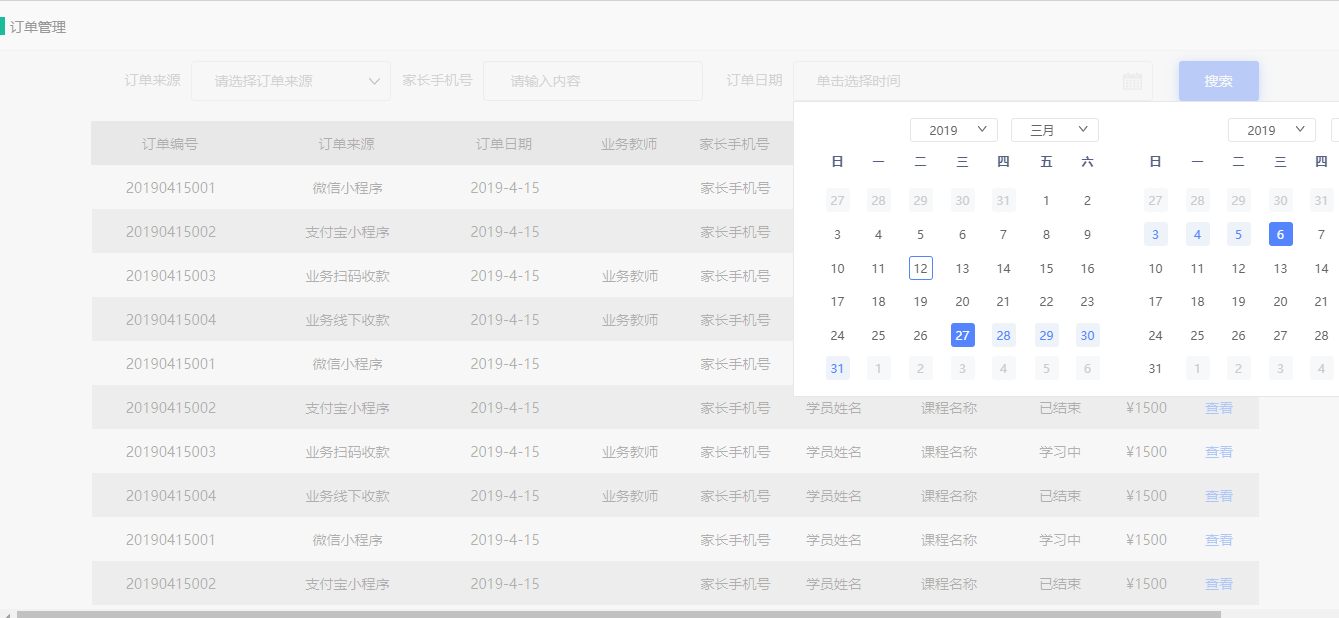 订单管理
订单来源 请选择订单来源 家长手机号 请输入内容 订单日期 单击选择时间 搜索
订单编号 订单来源 订单日期 业务教师 家长手机号
20190415001 微信小程序 2019-4-15 家长手机号
20190415002 支付宝小程序 2019-4-15 家长手机号
20190415003 业务扫码收款 2019-4-15 业务教师 家长手机号
20190415004 业务线下收款 2019-4-15 业务教师 家长手机号
20190415001 微信小程序 2019-4-15 家长手机号
20190415002 支付宝小程序 2019-4-15 家长手机号 学员姓名 课程名称 已结束 ¥1500 查看
20190415003 业务扫码收款 2019-4-15 业务教师 家长手机号 学员姓名 课程名称 学习中 ¥1500 查看
20190415004 业务线下收款 2019-4-15 业务教师 家长手机号 学员姓名 课程名称 已结束 ¥1500 查看
20190415001 微信小程序 2019-4-15 家长手机号 学员姓名 课程名称 学习中 ¥1500 查看
20190415002 支付宝小程序 2019-4-15 家长手机号 学员姓名 课程名称 已结束 ¥1500 查看
2019 三月
日 一 二 三 四 五 六
27 28 29 30 31 1 2
3 4 5 6 7 8 9
10 11 12 13 14 15 16
17 18 19 20 21 22 23
24 25 26 27 28 29 30
31 1 2 3 4 5 6
2019
日 一 二 三 四
27 28 29 30 31
3 4 5 6 7
10 11 12 13 14
17 18 19 20 21
24 25 26 27 28
31 1 2 3 4